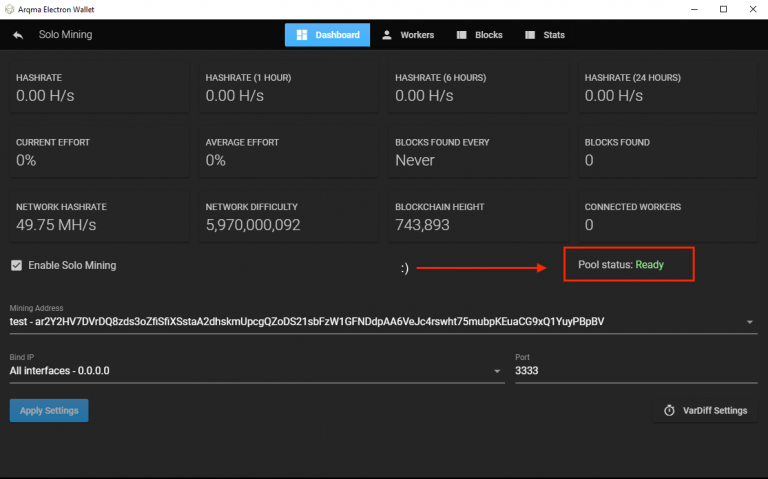 Arqma Electron Wallet
Solo Mining Dashboard Workers Blocks Stats
HASHRATE HASHRATE (1 HOUR) HASHRATE (6 HOURS) HASHRATE (24 HOURS)
0.00 H/s 0.00 H/s 0.00 H/s 0.00 H/s
CURRENT EFFORT AVERAGE EFFORT BLOCKS FOUND EVERY BLOCKS FOUND
0% 0% Never 0
NETWORK HASHRATE NETWORK DIFFICULTY BLOCKCHAIN HEIGHT CONNECTED WORKERS
49.75 MH/s 5,970,000,092 743,893 0
Enable Solo Mining :) Pool status: Ready
Mining Address
test - ar2Y2HV7DVrDQ8zds3oZfiSfiXSstaA2dhskmUpcgQZoDS21sbFzW1GFNDdpAA6VeJc4rswht75mubpKEuaCG9xQ1YuyPBpBV
Bind IP Port
All interfaces - 0.0.0.0 3333
Apply Settings VarDiff Settings